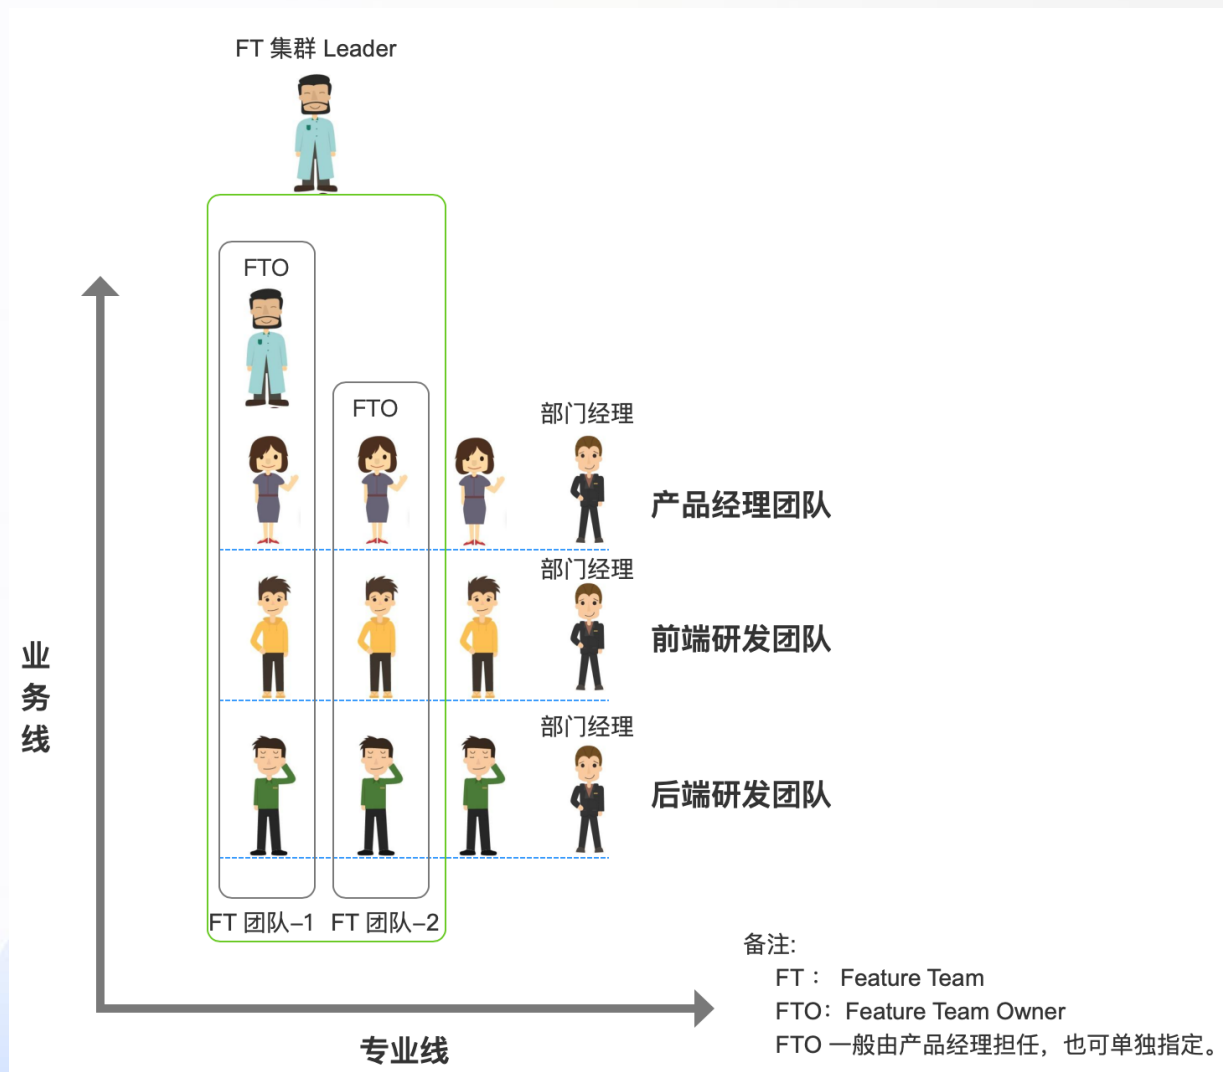 FT 集群 Leader
FTO
FTO
部门经理
产品经理团队
部门经理
前端研发团队
部门经理
后端研发团队
业务线
FT 团队-1
FT 团队-2
专业线
备注:
FT： Feature Team
FTO：Feature Team Owner
FTO 一般由产品经理担任，也可单独指定。